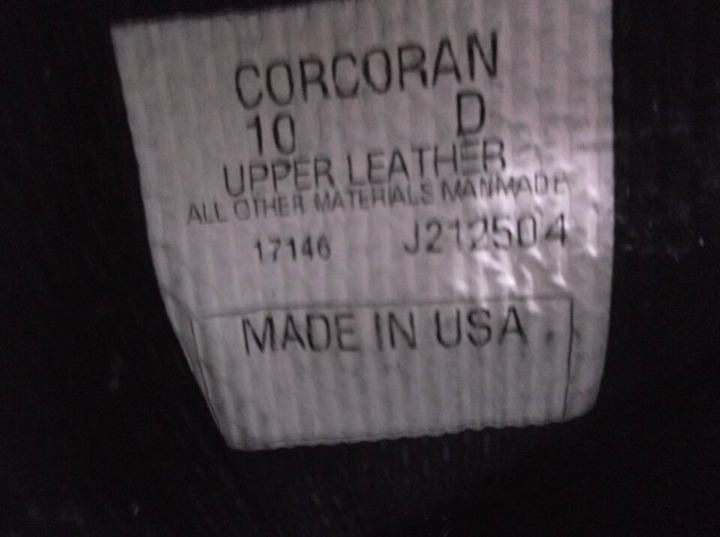 CORCORAN
10 D
UPPER LEATHER
ALL OTHER MATERIALS MANMADE
17146 J212504
MADE IN USA